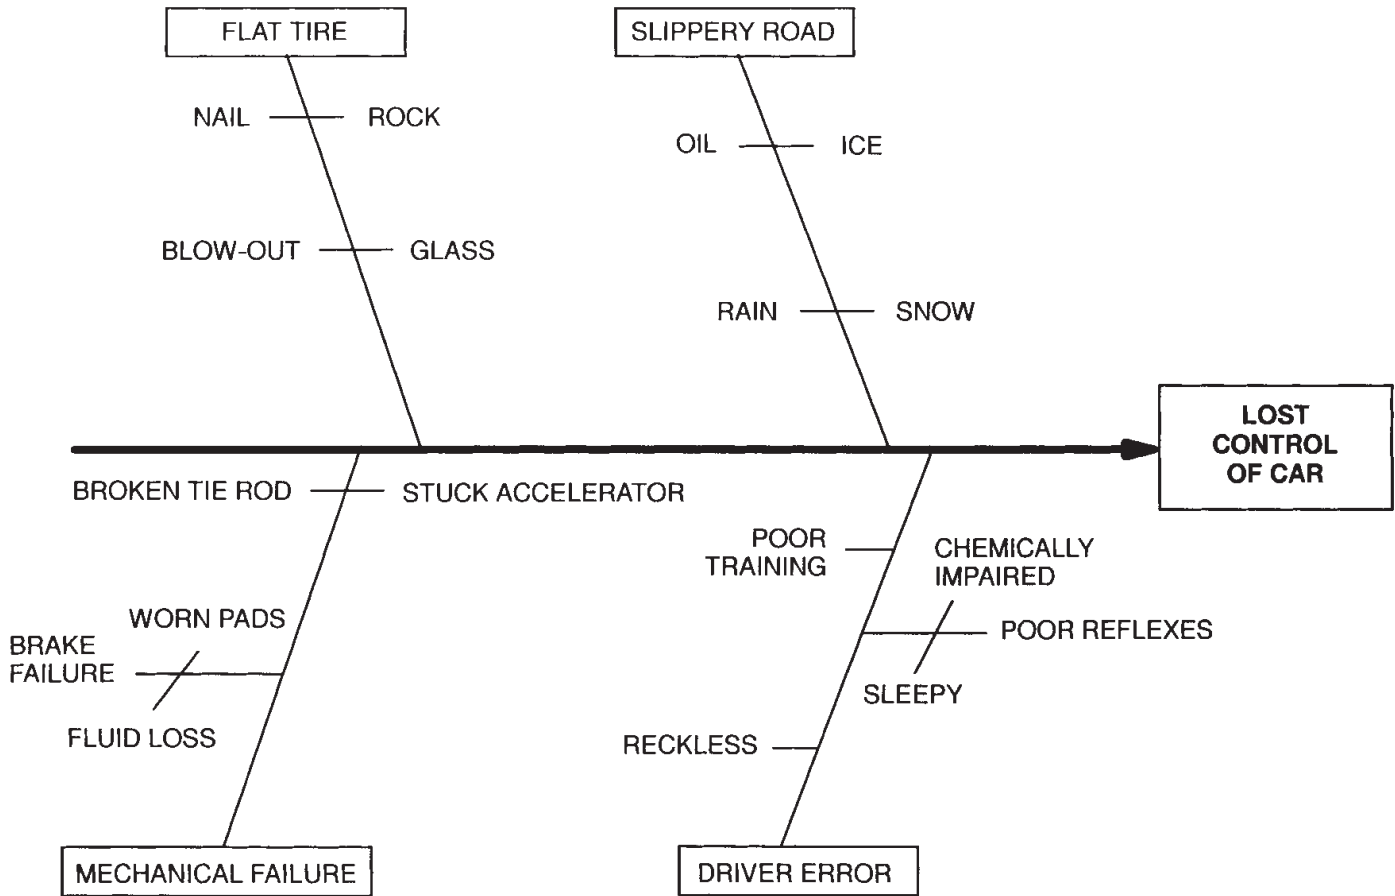 FLAT TIRE
SLIPPERY ROAD
NAIL
ROCK
OIL
ICE
BLOW-OUT
GLASS
RAIN
SNOW
LOST
CONTROL
OF CAR
BROKEN TIE ROD
STUCK ACCELERATOR
POOR
TRAINING
CHEMICALLY
IMPAIRED
WORN PADS
BRAKE
FAILURE
POOR REFLEXES
SLEEPY
FLUID LOSS
RECKLESS
MECHANICAL FAILURE
DRIVER ERROR